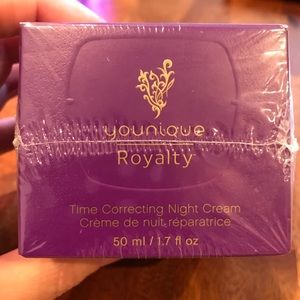 younique
Royalty
Time Correcting Night Cream
Crème de nuit réparatrice
50 ml / 1.7 fl oz